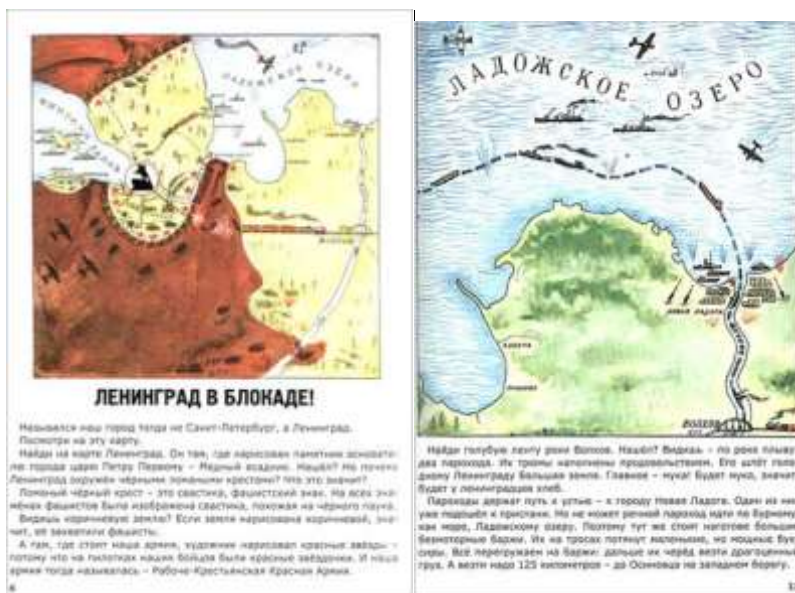 ЛАДОЖСКОЕ ОЗЕРО
ЛЕНИНГРАД В БЛОКАДЕ!
Назывался наш город тогда не Санкт-Петербург, а Ленинград.
Посмотри на эту карту.
Найди на карте Ленинград. Он там, где нарисован памятник основате-
лю города царю Петру Первому – Медный всадник. Нашёл? Но почему
Ленинград окружён чёрными ломаными крестами? Что это значит?
Ломаный чёрный крест – это свастика, фашистский знак. На всех зна-
мёнах фашистов была изображена свастика, похожая на чёрного паука.
Видишь коричневую землю? Если земля нарисована коричневой, зна-
чит, её захватили фашисты.
А там, где стоит наша армия, художник нарисовал красные звёзды –
потому что на пилотках наших бойцов были красные звёздочки. И наша
армия тогда называлась – Рабоче-Крестьянская Красная Армия.
6
ЛАДОЖСКОЕ ОЗЕРО
НОВАЯ ЛАДОГА
КОБОНА
ВОЛХОВ
Найди голубую ленту реки Волхов. Нашёл? Видишь – по реке плывут
два парохода. Их трюмы наполнены продовольствием. Его шлёт голо-
дному Ленинграду Большая земля. Главное – мука! Будет мука, значит
будет у ленинградцев хлеб.
Пароходы держат путь к устью – к городу Новая Ладога. Один из них
уже подошёл к пристани. Но не может речной пароход идти по бурному,
как море, Ладожскому озеру. Поэтому тут же стоят наготове большие
безмоторные баржи. Их на тросах потянут маленькие, но мощные бук-
сиры. Всё перегружаем на баржи: дальше их черёд везти драгоценный
груз. А везти надо 125 километров – до Осиновца на западном берегу.